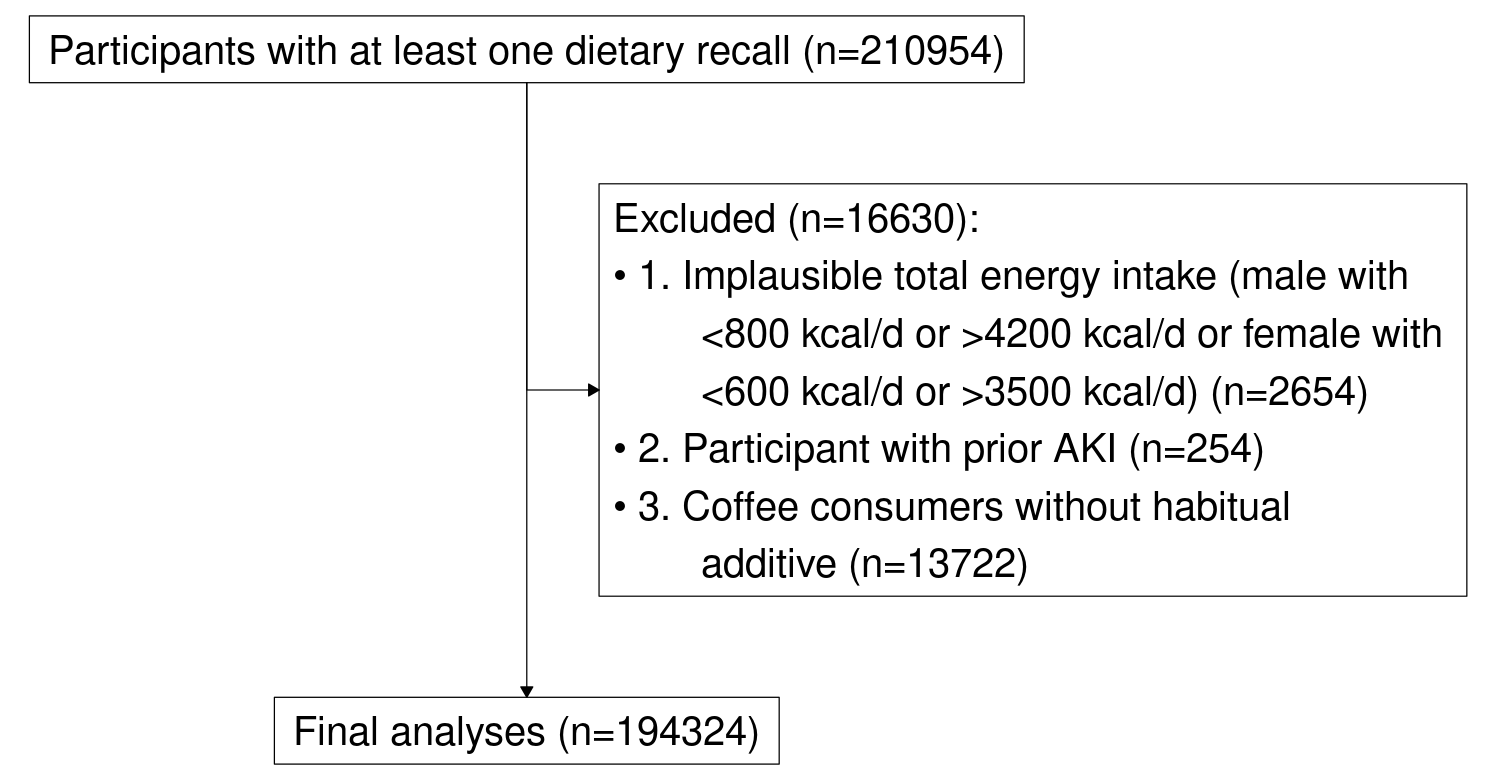 Participants with at least one dietary recall (n=210954)
Excluded (n=16630):
• 1. Implausible total energy intake (male with
<800 kcal/d or >4200 kcal/d or female with
<600 kcal/d or >3500 kcal/d) (n=2654)
• 2. Participant with prior AKI (n=254)
• 3. Coffee consumers without habitual
additive (n=13722)
Final analyses (n=194324)